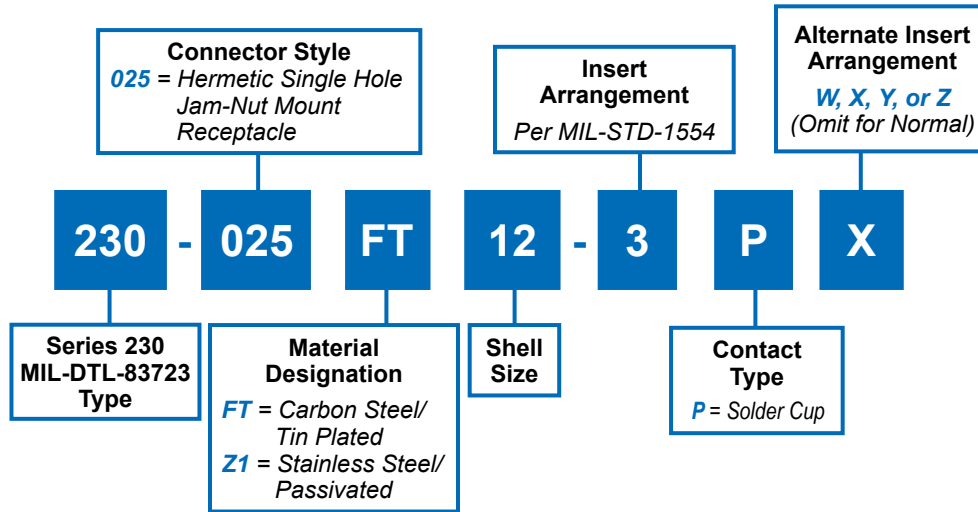 Connector Style
025 = Hermetic Single Hole
Jam-Nut Mount
Receptacle
Insert
Arrangement
Per MIL-STD-1554
Alternate Insert
Arrangement
W, X, Y, or Z
(Omit for Normal)
230 - 025 FT 12 - 3 P X
Series 230
MIL-DTL-83723
Type
Material
Designation
FT = Carbon Steel/
Tin Plated
Z1 = Stainless Steel/
Passivated
Shell
Size
Contact
Type
P = Solder Cup